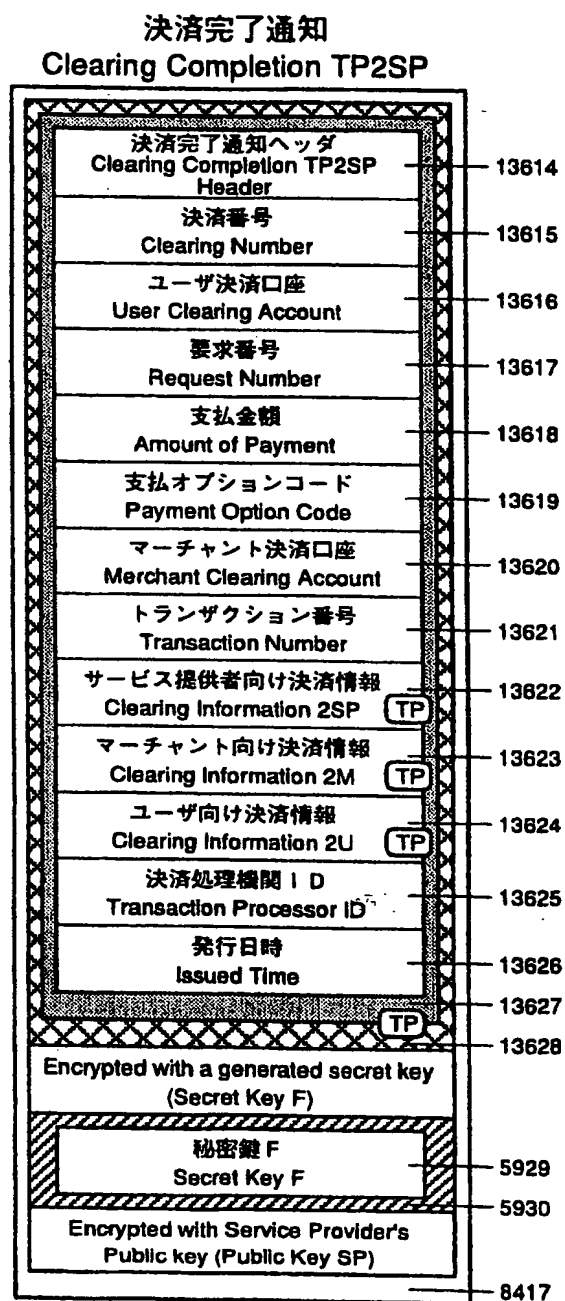 決済完了通知
Clearing Completion TP2SP
決済完了通知ヘッダ
Clearing Completion TP2SP
Header
13614
決済番号
Clearing Number
13615
ユーザ決済口座
User Clearing Account
13616
要求番号
Request Number
13617
支払金額
Amount of Payment
13618
支払オプションコード
Payment Option Code
13619
マーチャント決済口座
Merchant Clearing Account
13620
トランザクション番号
Transaction Number
13621
サービス提供者向け決済情報
Clearing Information 2SP
TP
13622
マーチャント向け決済情報
Clearing Information 2M
TP
13623
ユーザ向け決済情報
Clearing Information 2U
TP
13624
決済処理機関ID
Transaction Processor ID
13625
発行日時
Issued Time
13626
13627
TP
13628
Encrypted with a generated secret key
(Secret Key F)
秘密鍵F
Secret Key F
5929
5930
Encrypted with Service Provider's
Public key (Public Key SP)
8417